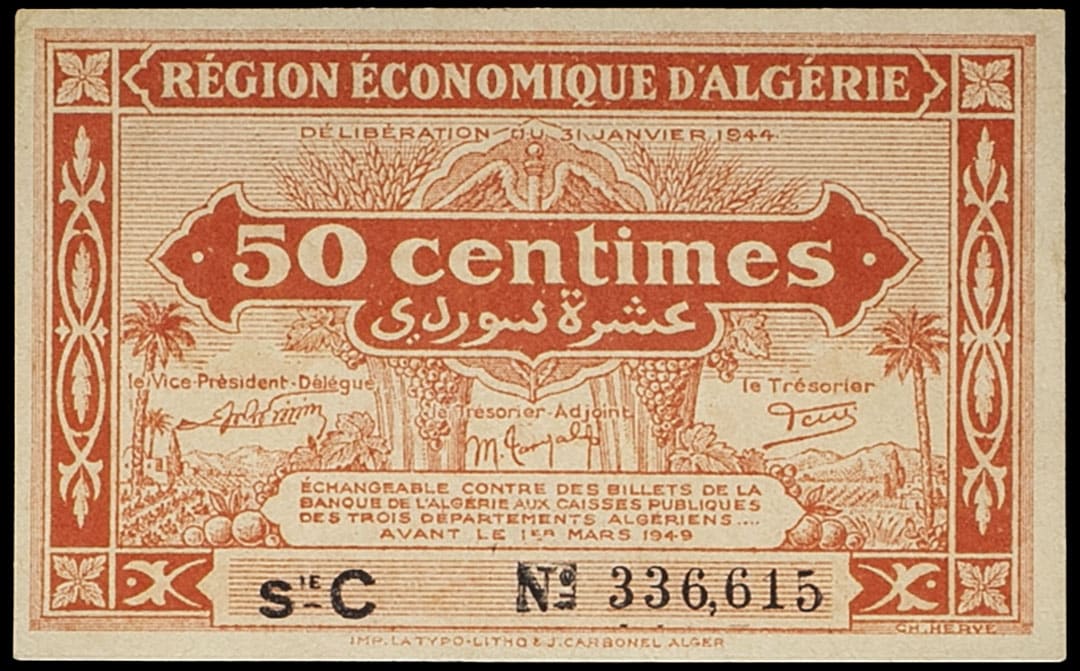 RÉGION ÉCONOMIQUE D'ALGÉRIE
DÉLIBÉRATION DU 31 JANVIER 1944
50 centimes
عشرة سوردي
le Vice-Président-Délégué
le Trésorier
le Trésorier-Adjoint
ÉCHANGEABLE CONTRE DES BILLETS DE LA
BANQUE DE L'ALGÉRIE AUX CAISSES PUBLIQUES
DES TROIS DÉPARTEMENTS ALGÉRIENS....
AVANT LE 1ER MARS 1949
SIE C Nº 336,615
CH. HERVÉ
IMP. LA TYPO-LITHO & J. CARBONEL ALGER